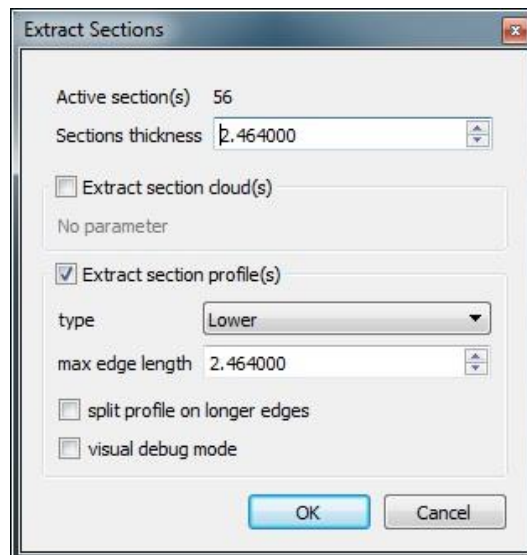 Extract Sections
Active section(s) 56
Sections thickness 2.464000
Extract section cloud(s)
No parameter
Extract section profile(s)
type Lower
max edge length 2.464000
split profile on longer edges
visual debug mode
OK Cancel